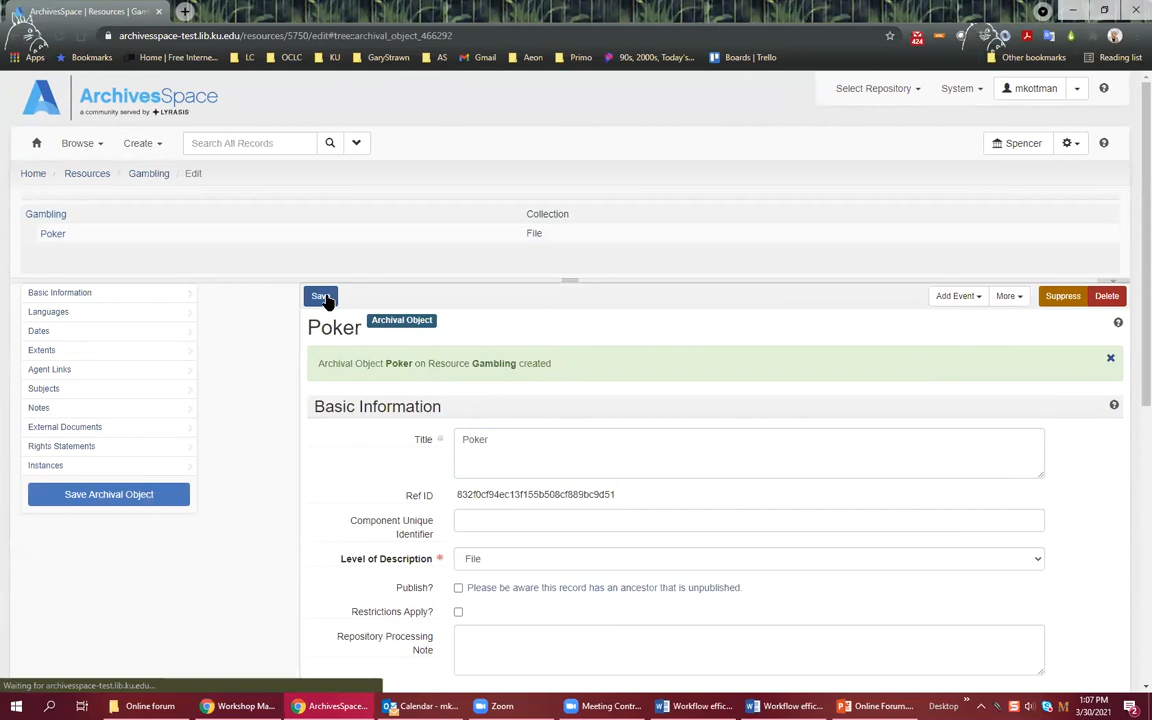 ArchivesSpace | Resources | Gam
archivesspace-test.lib.ku.edu/resources/5750/edit#tree::archival_object_466292
424
Apps Bookmarks Home | Free Interne... LC OCLC KU GaryStrawn AS Gmail Aeon Primo 90s, 2000s, Today's... Boards | Trello Other bookmarks Reading list
ArchivesSpace
a community served by LYRASIS
Select Repository System mkottman
Browse Create Search All Records Spencer
Home / Resources / Gambling / Edit
Gambling Collection
Poker File
Basic Information
Languages
Dates
Extents
Agent Links
Subjects
Notes
External Documents
Rights Statements
Instances
Save Archival Object
Save Add Event More Suppress Delete
Poker Archival Object
Archival Object Poker on Resource Gambling created
Basic Information
Title Poker
Ref ID 832f0cf94ec13f155b508cf889bc9d51
Component Unique
Identifier
Level of Description * File
Publish? Please be aware this record has an ancestor that is unpublished.
Restrictions Apply?
Repository Processing
Note
Waiting for archivesspace-test.lib.ku.edu...
Online forum Workshop Ma... ArchivesSpace... Calendar - mk... Zoom Meeting Contr... Workflow effic... Workflow effic... Online Forum.... Desktop
1:07 PM
3/30/2021
2